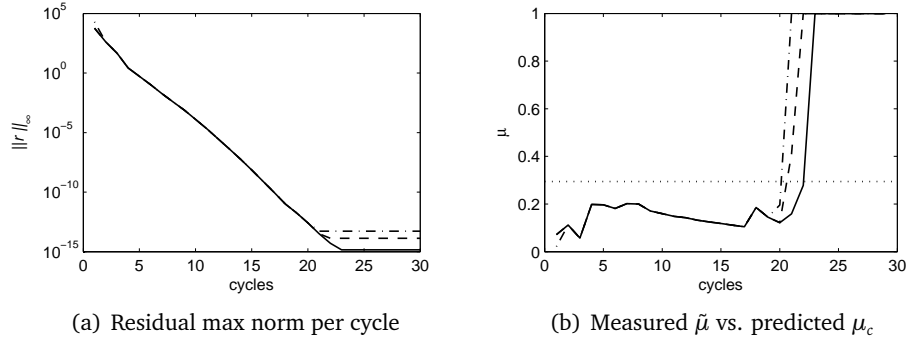 10^5
10^0
10^-5
10^-10
10^-15
||r||∞
0 5 10 15 20 25 30
cycles
(a) Residual max norm per cycle
1
0.8
0.6
0.4
0.2
0
μ
0 5 10 15 20 25 30
cycles
(b) Measured μ̃ vs. predicted μ_c